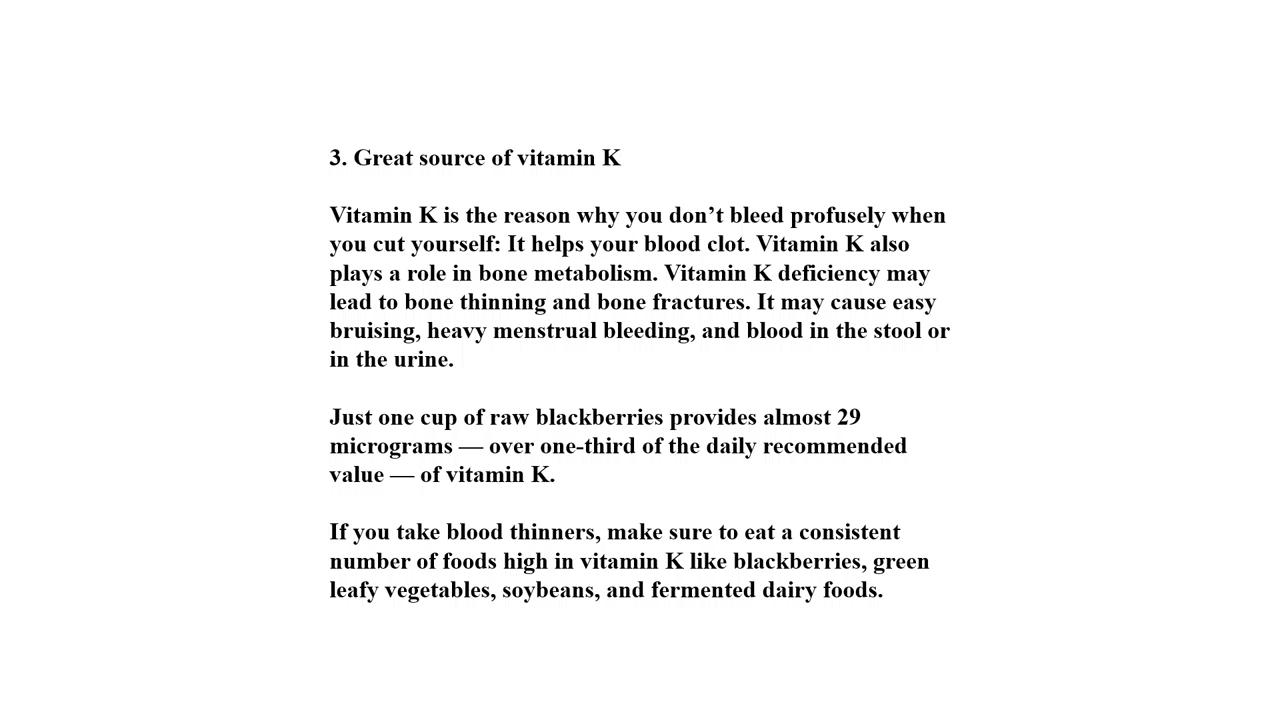 3. Great source of vitamin K
Vitamin K is the reason why you don’t bleed profusely when
you cut yourself: It helps your blood clot. Vitamin K also
plays a role in bone metabolism. Vitamin K deficiency may
lead to bone thinning and bone fractures. It may cause easy
bruising, heavy menstrual bleeding, and blood in the stool or
in the urine.
Just one cup of raw blackberries provides almost 29
micrograms — over one-third of the daily recommended
value — of vitamin K.
If you take blood thinners, make sure to eat a consistent
number of foods high in vitamin K like blackberries, green
leafy vegetables, soybeans, and fermented dairy foods.